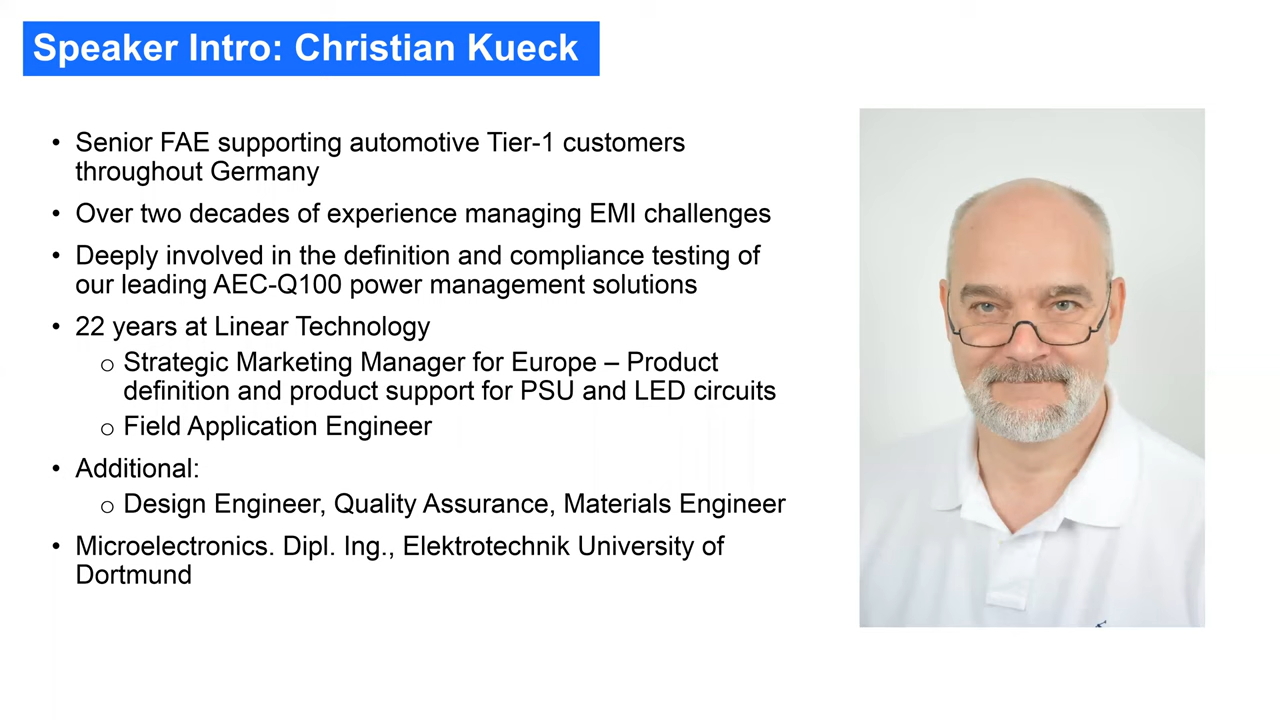 Speaker Intro: Christian Kueck
• Senior FAE supporting automotive Tier-1 customers
throughout Germany
• Over two decades of experience managing EMI challenges
• Deeply involved in the definition and compliance testing of
our leading AEC-Q100 power management solutions
• 22 years at Linear Technology
o Strategic Marketing Manager for Europe – Product
definition and product support for PSU and LED circuits
o Field Application Engineer
• Additional:
o Design Engineer, Quality Assurance, Materials Engineer
• Microelectronics. Dipl. Ing., Elektrotechnik University of
Dortmund